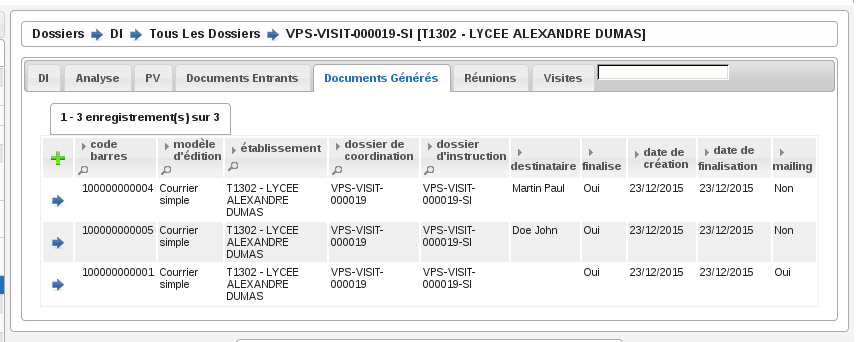 Dossiers DI Tous Les Dossiers VPS-VISIT-000019-SI [T1302 - LYCEE ALEXANDRE DUMAS]
DI Analyse PV Documents Entrants Documents Générés Réunions Visites
1 - 3 enregistrement(s) sur 3
code barres modèle d'édition établissement dossier de coordination dossier d'instruction destinataire finalise date de création date de finalisation mailing
100000000004 Courrier simple T1302 - LYCEE ALEXANDRE DUMAS VPS-VISIT-000019 VPS-VISIT-000019-SI Martin Paul Oui 23/12/2015 23/12/2015 Non
100000000005 Courrier simple T1302 - LYCEE ALEXANDRE DUMAS VPS-VISIT-000019 VPS-VISIT-000019-SI Doe John Oui 23/12/2015 23/12/2015 Non
100000000001 Courrier simple T1302 - LYCEE ALEXANDRE DUMAS VPS-VISIT-000019 VPS-VISIT-000019-SI Oui 23/12/2015 23/12/2015 Oui